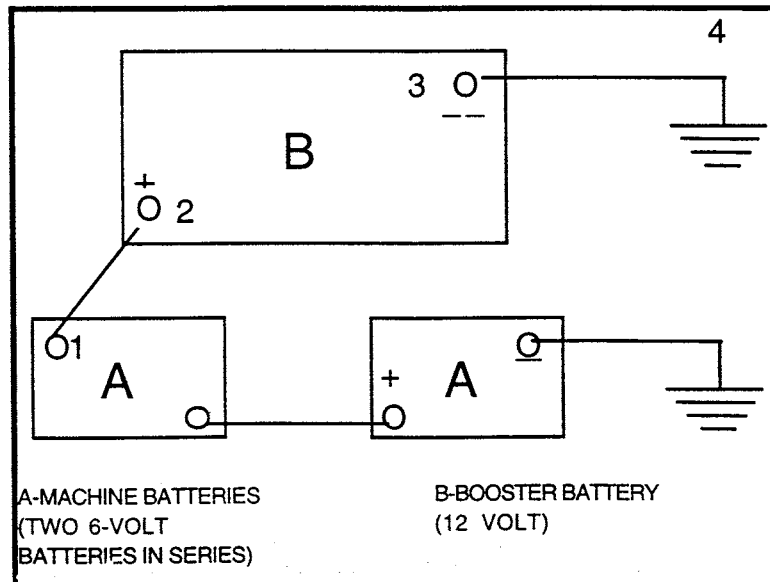 4
3
B
+
2
1
A
+
A
A-MACHINE BATTERIES
(TWO 6-VOLT
BATTERIES IN SERIES)
B-BOOSTER BATTERY
(12 VOLT)